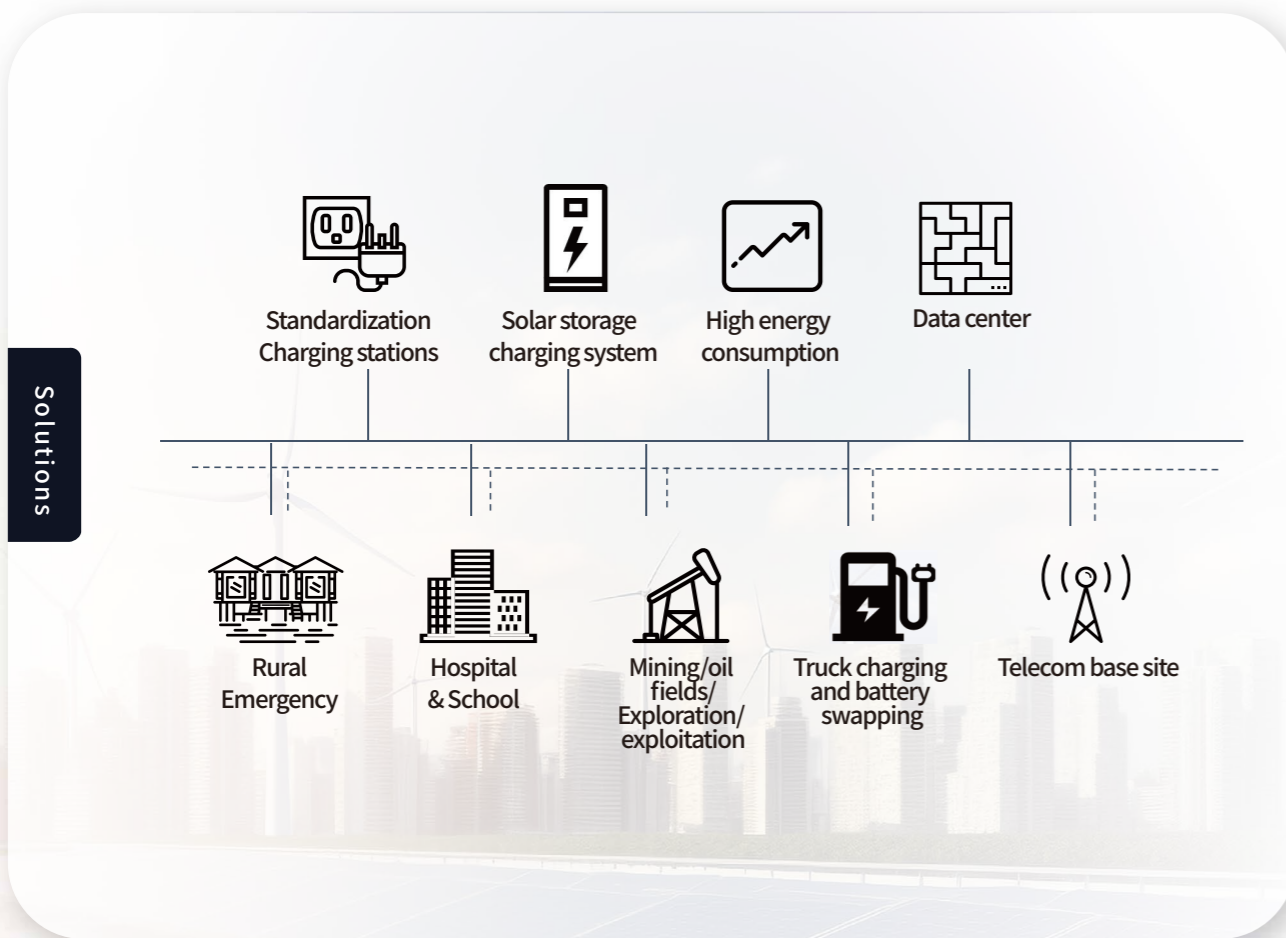 Standardization
Charging stations
Solar storage
charging system
High energy
consumption
Data center
Solutions
Rural
Emergency
Hospital
& School
Mining/oil
fields/
Exploration/
exploitation
Truck charging
and battery
swapping
Telecom base site